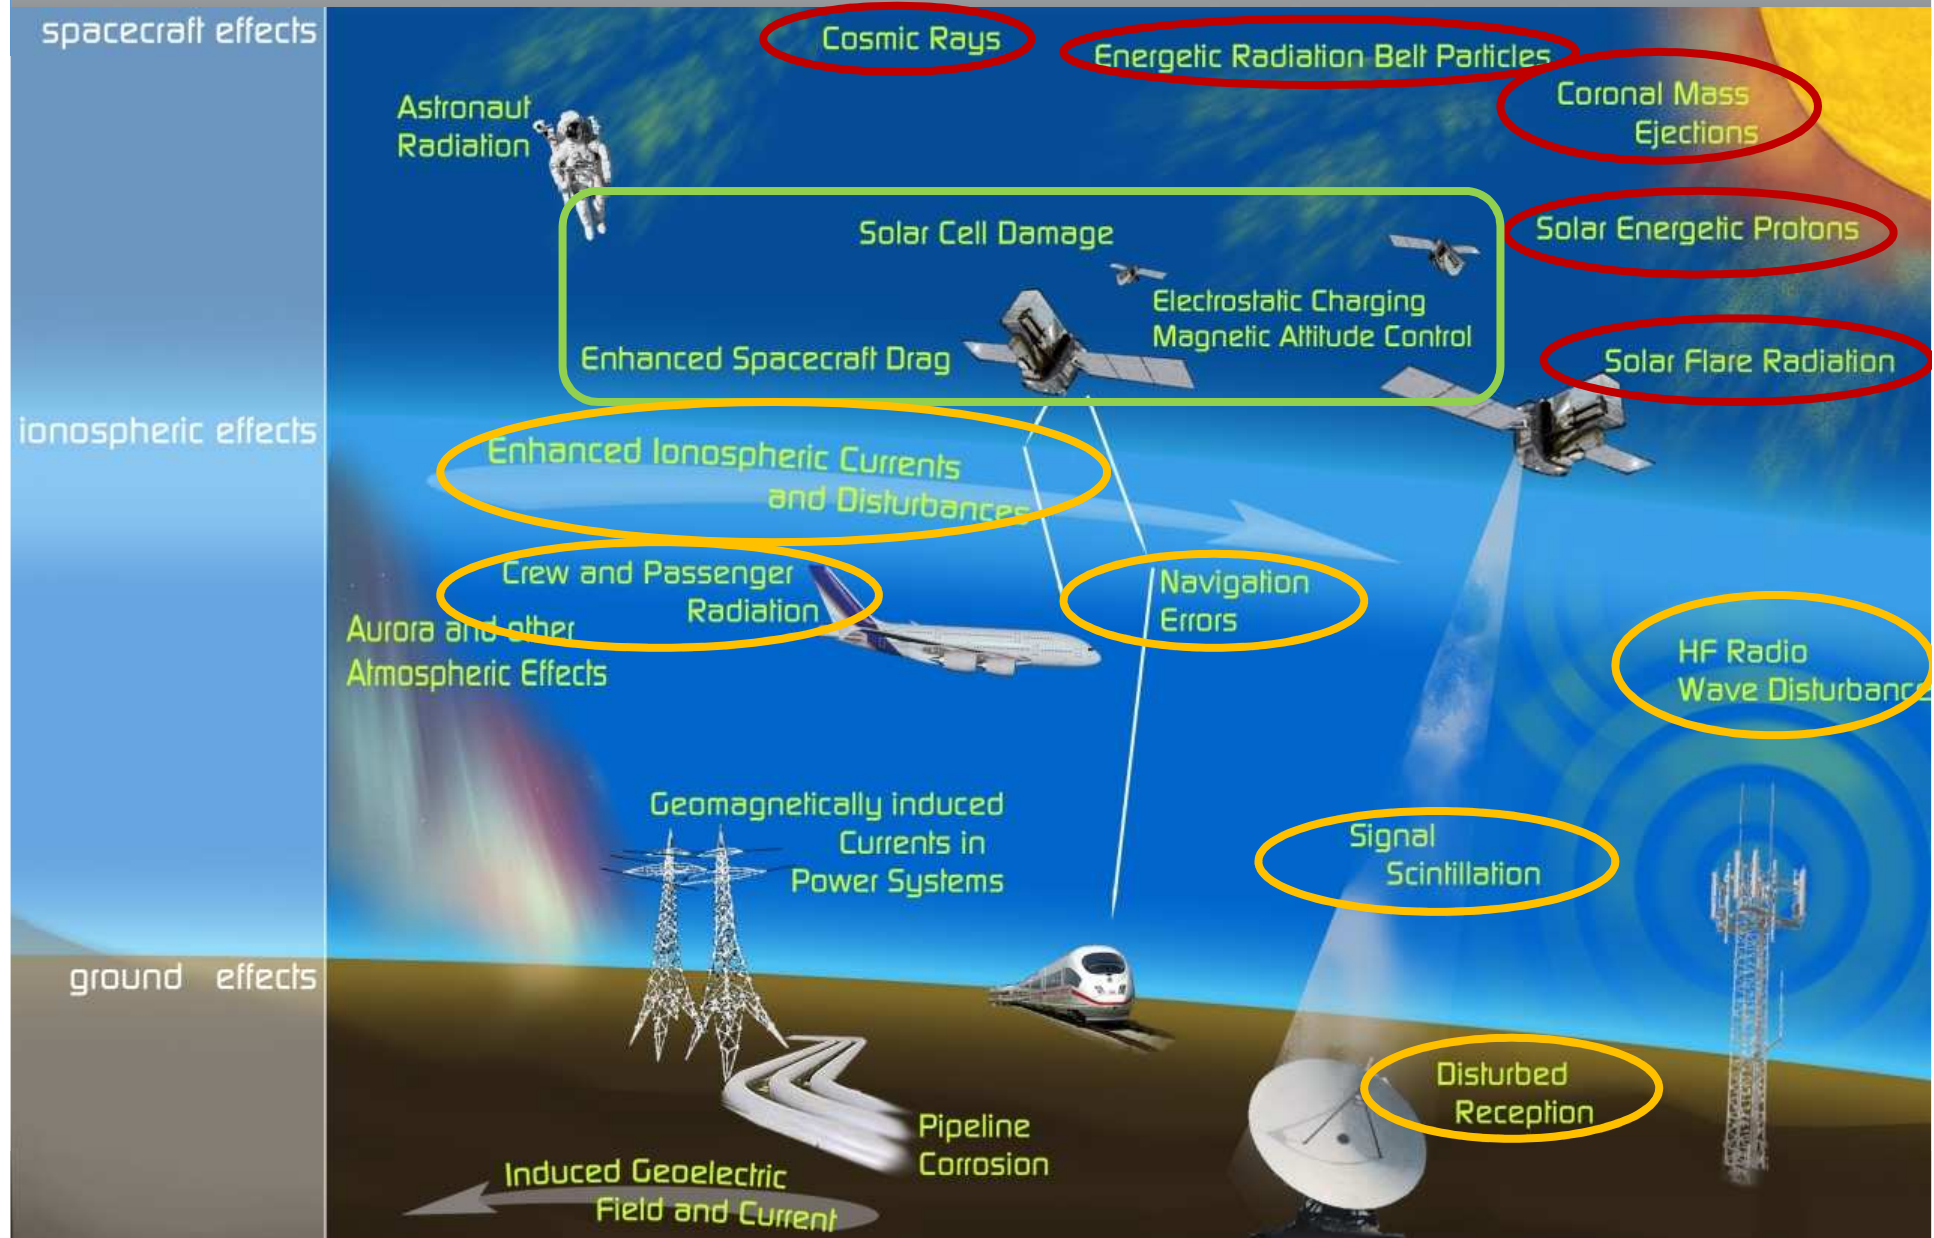 spacecraft effects
Cosmic Rays
Energetic Radiation Belt Particles
Coronal Mass
Ejections
Astronaut
Radiation
Solar Cell Damage
Solar Energetic Protons
Electrostatic Charging
Magnetic Attitude Control
Enhanced Spacecraft Drag
Solar Flare Radiation
ionospheric effects
Enhanced Ionospheric Currents
and Disturbances
Crew and Passenger
Radiation
Navigation
Errors
Aurora and other
Atmospheric Effects
HF Radio
Wave Disturbance
Geomagnetically induced
Currents in
Power Systems
Signal
Scintillation
ground effects
Disturbed
Reception
Pipeline
Corrosion
Induced Geoelectric
Field and Current